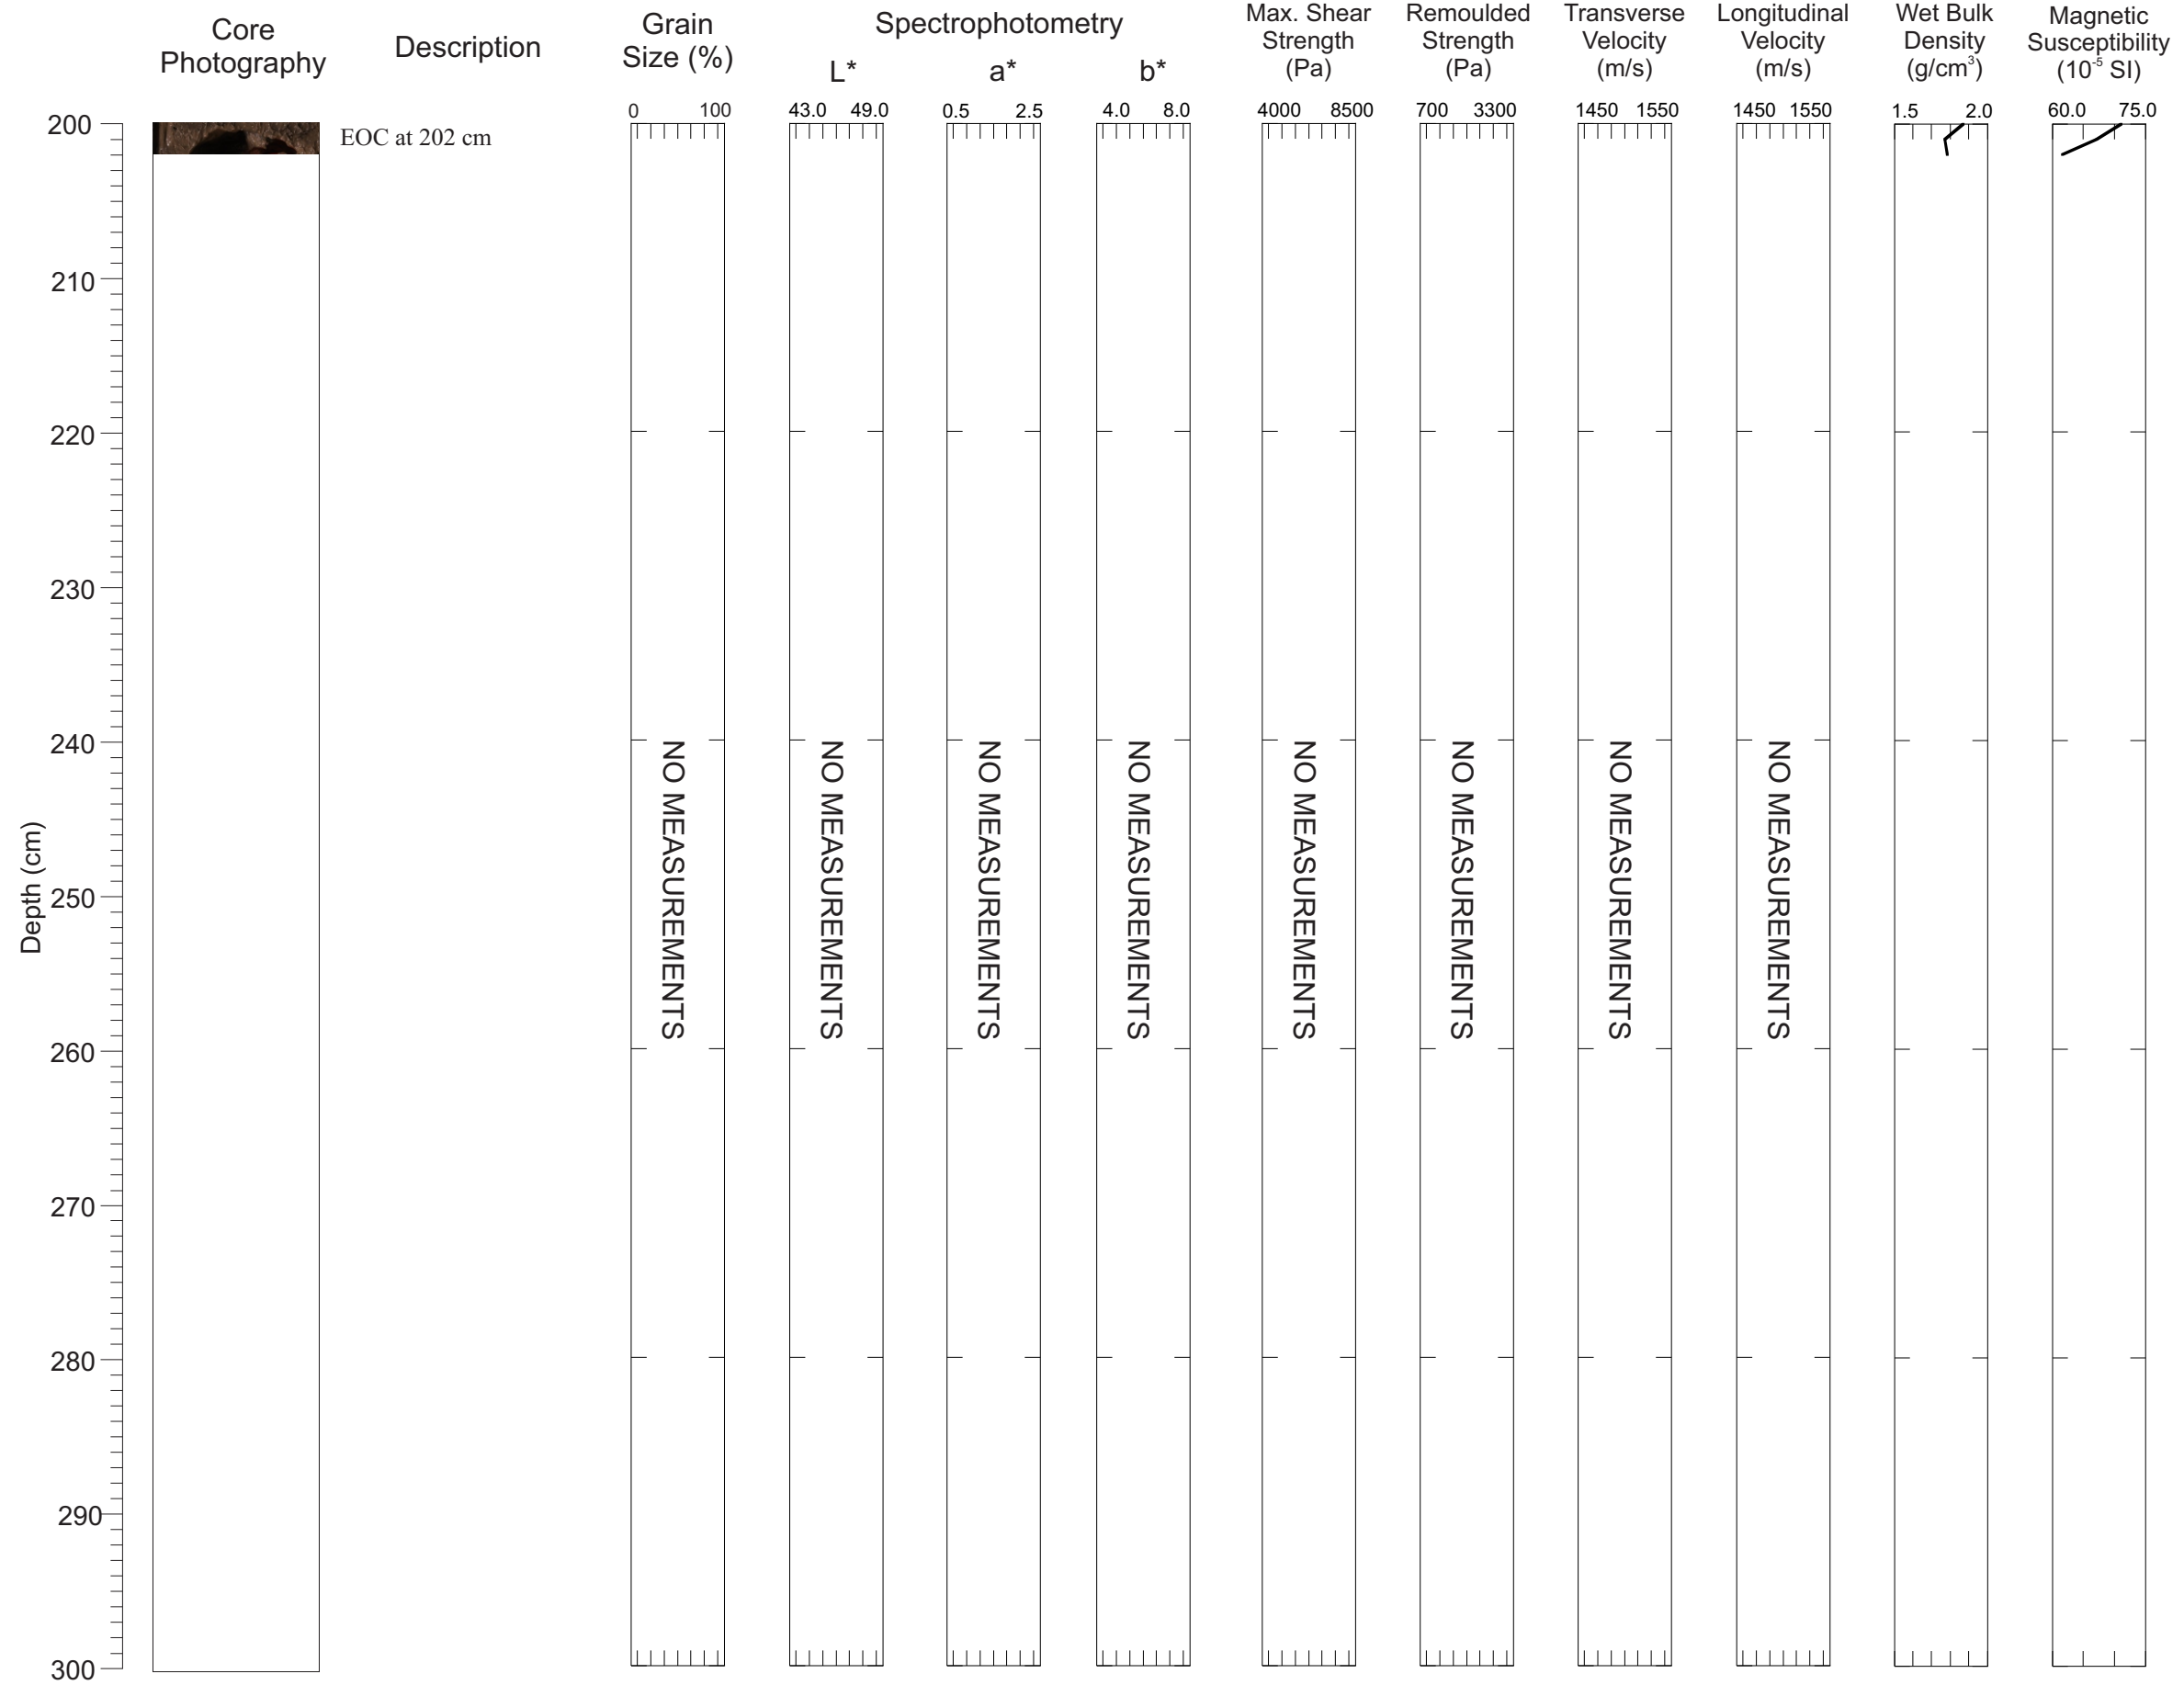 Core
Photography
Description
Grain
Size (%)
Spectrophotometry
L*
a*
b*
Max. Shear
Strength
(Pa)
Remoulded
Strength
(Pa)
Transverse
Velocity
(m/s)
Longitudinal
Velocity
(m/s)
Wet Bulk
Density
(g/cm³)
Magnetic
Susceptibility
(10⁻⁵ SI)
0 100
43.0 49.0
0.5 2.5
4.0 8.0
4000 8500
700 3300
1450 1550
1450 1550
1.5 2.0
60.0 75.0
EOC at 202 cm
Depth (cm)
200
210
220
230
240
250
260
270
280
290
300
NO MEASUREMENTS
NO MEASUREMENTS
NO MEASUREMENTS
NO MEASUREMENTS
NO MEASUREMENTS
NO MEASUREMENTS
NO MEASUREMENTS
NO MEASUREMENTS